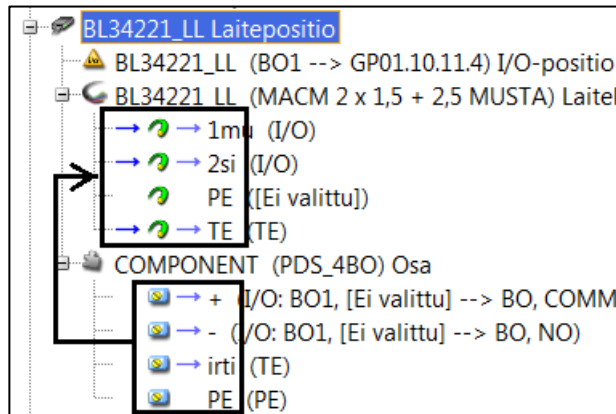 BL34221_LL Laitepositio
BL34221_LL (BO1 --> GP01.10.11.4) I/O-positio
BL34221_LL (MACM 2 x 1,5 + 2,5 MUSTA) Laitel
1mu (I/O)
2si (I/O)
PE ([Ei valittu])
TE (TE)
COMPONENT (PDS_4BO) Osa
+ (I/O: BO1, [Ei valittu] --> BO, COMM
- (I/O: BO1, [Ei valittu] --> BO, NO)
irti (TE)
PE (PE)